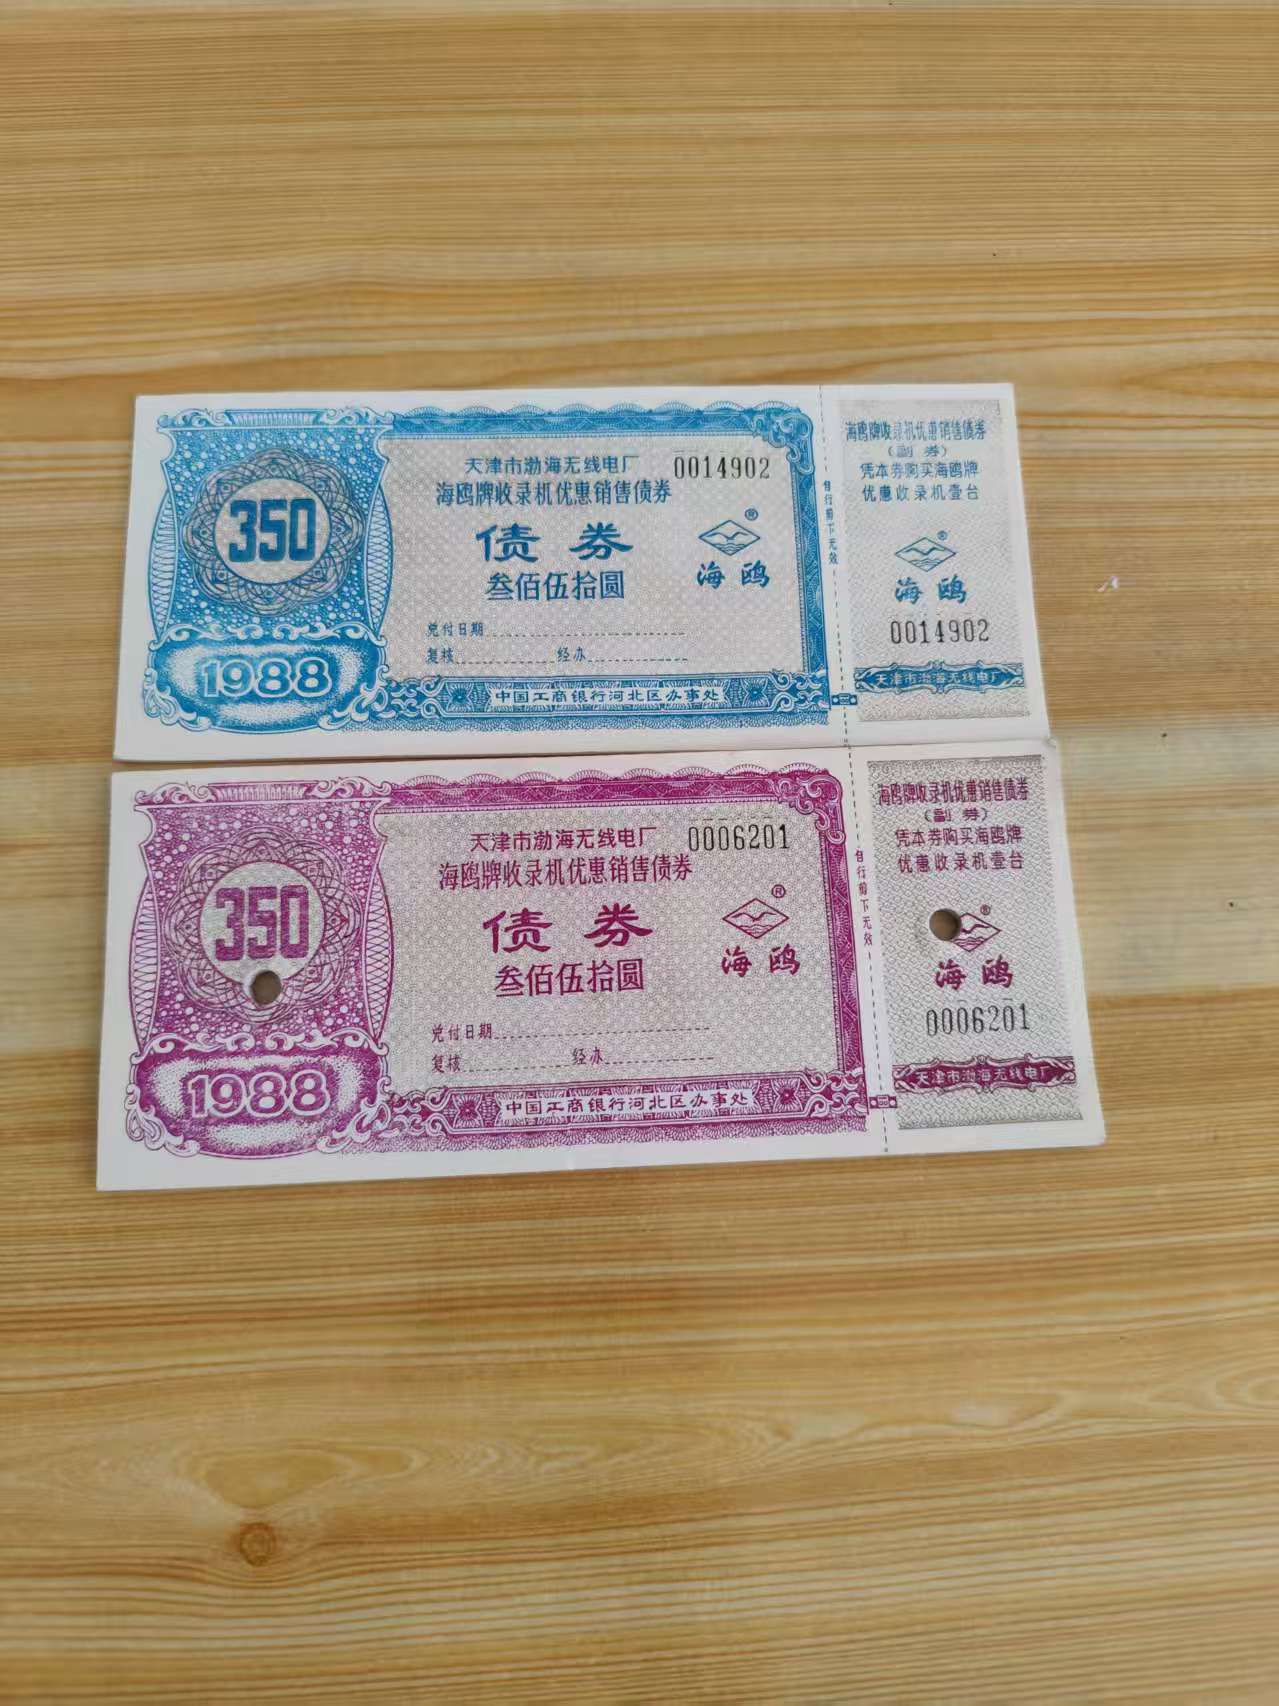 天津市渤海无线电厂 0014902
海鸥牌收录机优惠销售债券
350
债券
叁佰伍拾圆
®
海鸥
兑付日期
复核 经办
1988
中国工商银行河北区办事处
自行剪下无效
海鸥牌收录机优惠销售债券
(副券)
凭本券购买海鸥牌
优惠收录机壹台
®
海鸥
0014902
天津市渤海无线电厂
天津市渤海无线电厂 0006201
海鸥牌收录机优惠销售债券
350
债券
叁佰伍拾圆
®
海鸥
兑付日期
复核 经办
1988
中国工商银行河北区办事处
自行剪下无效
海鸥牌收录机优惠销售债券
(副券)
凭本券购买海鸥牌
优惠收录机壹台
®
海鸥
0006201
天津市渤海无线电厂